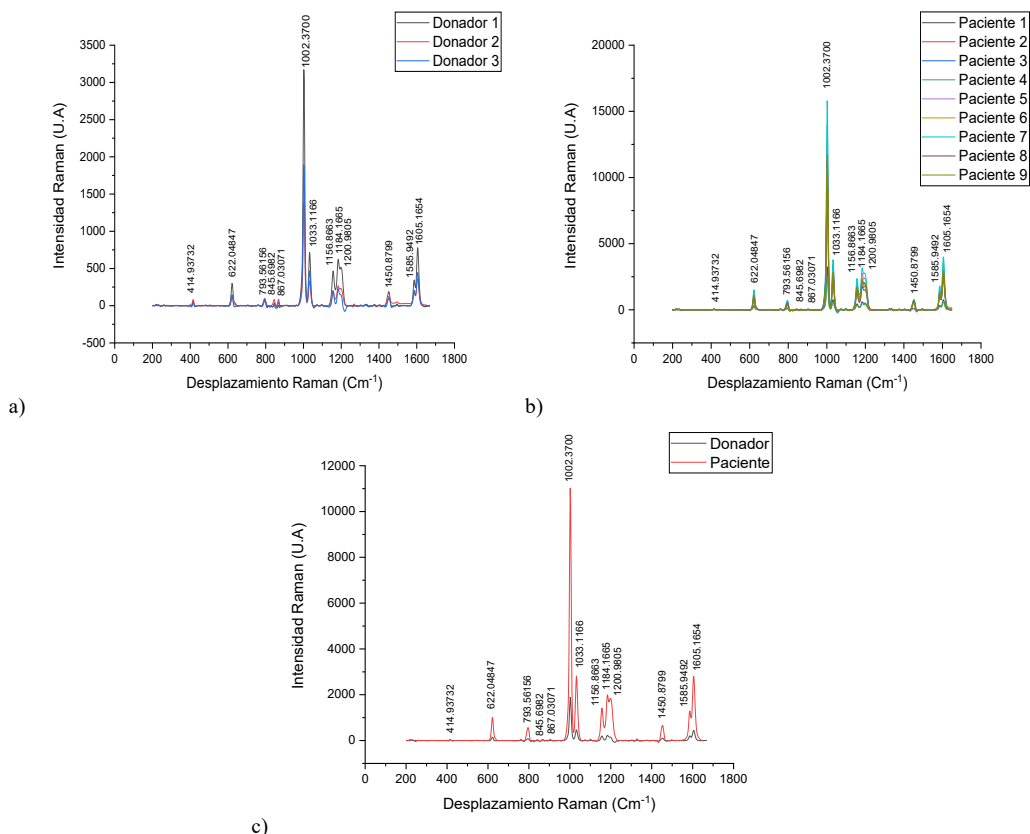 Donador 1
Donador 2
Donador 3
3500
3000
2500
2000
1500
1000
500
0
-500
Intensidad Raman (U.A)
414.93732
622.04847
793.56156
845.6982
867.03071
1002.3700
1033.1166
1156.8663
1184.1665
1200.9805
1450.8799
1585.9492
1605.1654
0 200 400 600 800 1000 1200 1400 1600 1800
Desplazamiento Raman (Cm⁻¹)
a)
Paciente 1
Paciente 2
Paciente 3
Paciente 4
Paciente 5
Paciente 6
Paciente 7
Paciente 8
Paciente 9
20000
15000
10000
5000
0
Intensidad Raman (U.A)
414.93732
622.04847
793.56156
845.6982
867.03071
1002.3700
1033.1166
1156.8663
1184.1665
1200.9805
1450.8799
1585.9492
1605.1654
0 200 400 600 800 1000 1200 1400 1600 1800
Desplazamiento Raman (Cm⁻¹)
b)
Donador
Paciente
12000
10000
8000
6000
4000
2000
0
Intensidad Raman (U.A)
414.93732
622.04847
793.56156
845.6982
867.03071
1002.3700
1033.1166
1156.8663
1184.1665
1200.9805
1450.8799
1585.9492
1605.1654
0 200 400 600 800 1000 1200 1400 1600 1800
Desplazamiento Raman (Cm⁻¹)
c)